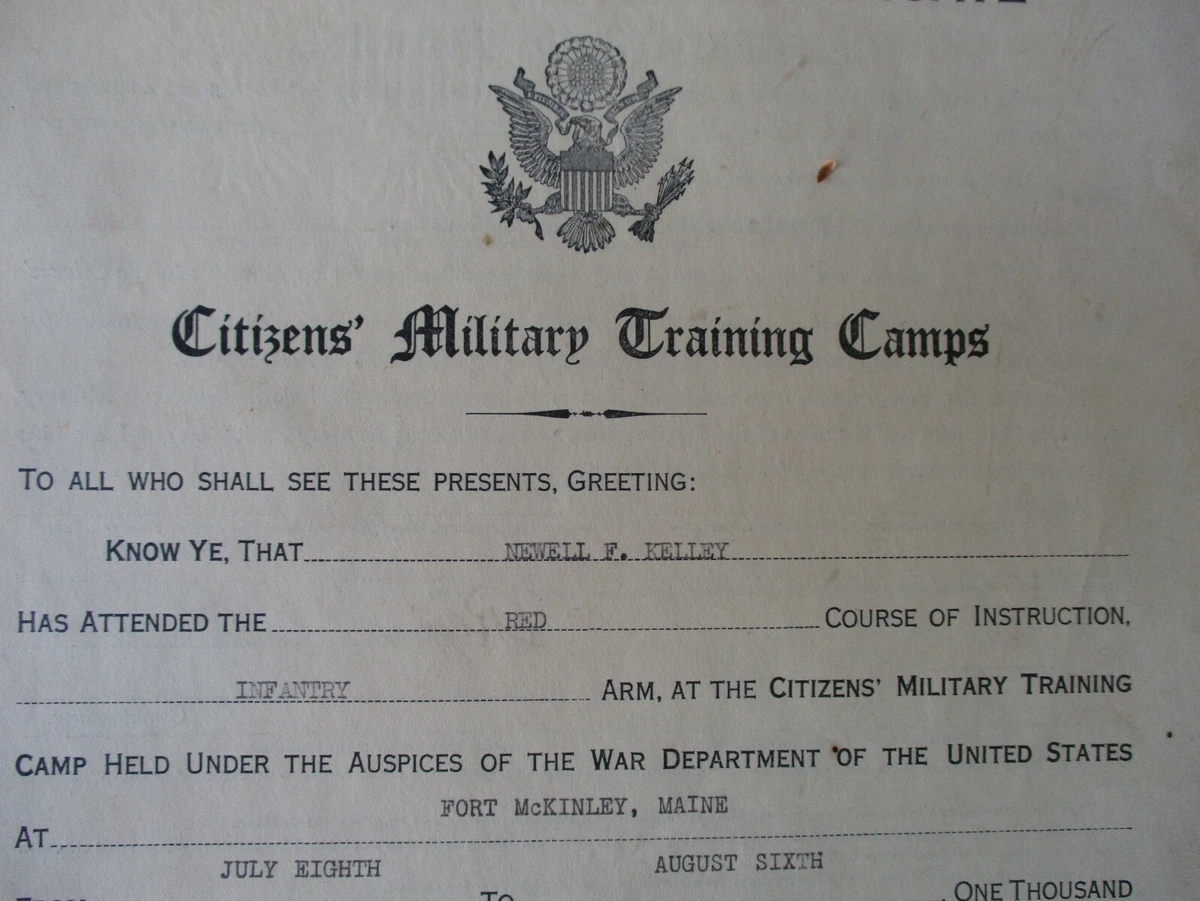 Citizens' Military Training Camps
TO ALL WHO SHALL SEE THESE PRESENTS, GREETING:
KNOW YE, THAT NEWELL F. KELLEY
HAS ATTENDED THE RED COURSE OF INSTRUCTION,
INFANTRY ARM, AT THE CITIZENS' MILITARY TRAINING
CAMP HELD UNDER THE AUSPICES OF THE WAR DEPARTMENT OF THE UNITED STATES
FORT McKINLEY, MAINE
AT
JULY EIGHTH AUGUST SIXTH
TO ONE THOUSAND